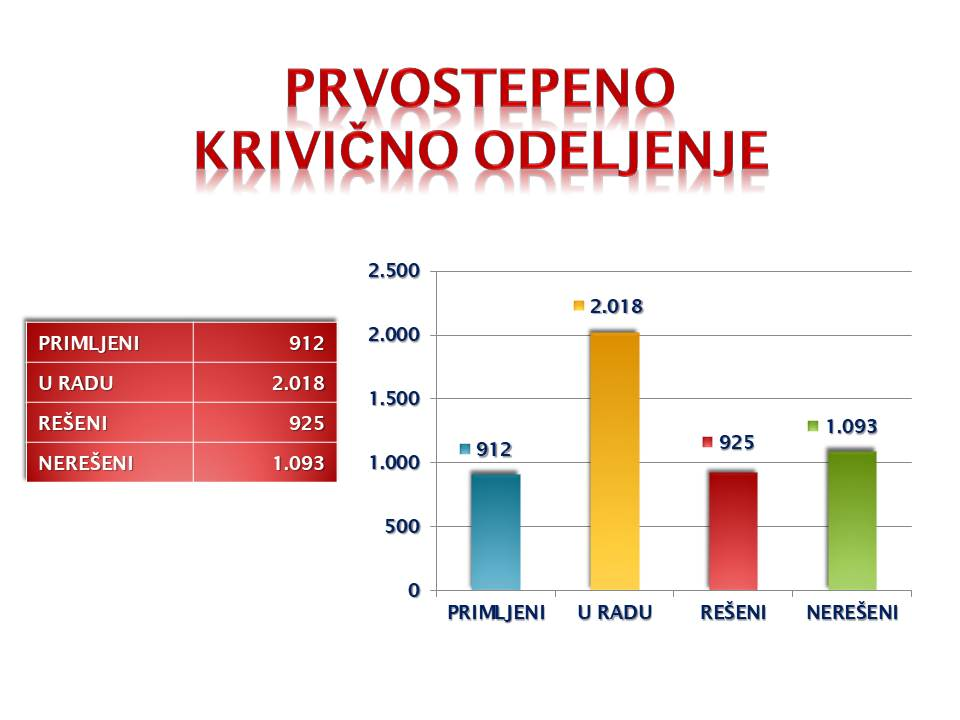 PRVOSTEPENO
KRIVIČNO ODELJENJE
PRIMLJENI 912
U RADU 2.018
REŠENI 925
NEREŠENI 1.093
2.500
2.000
1.500
1.000
500
0
912
2.018
925
1.093
PRIMLJENI U RADU REŠENI NEREŠENI